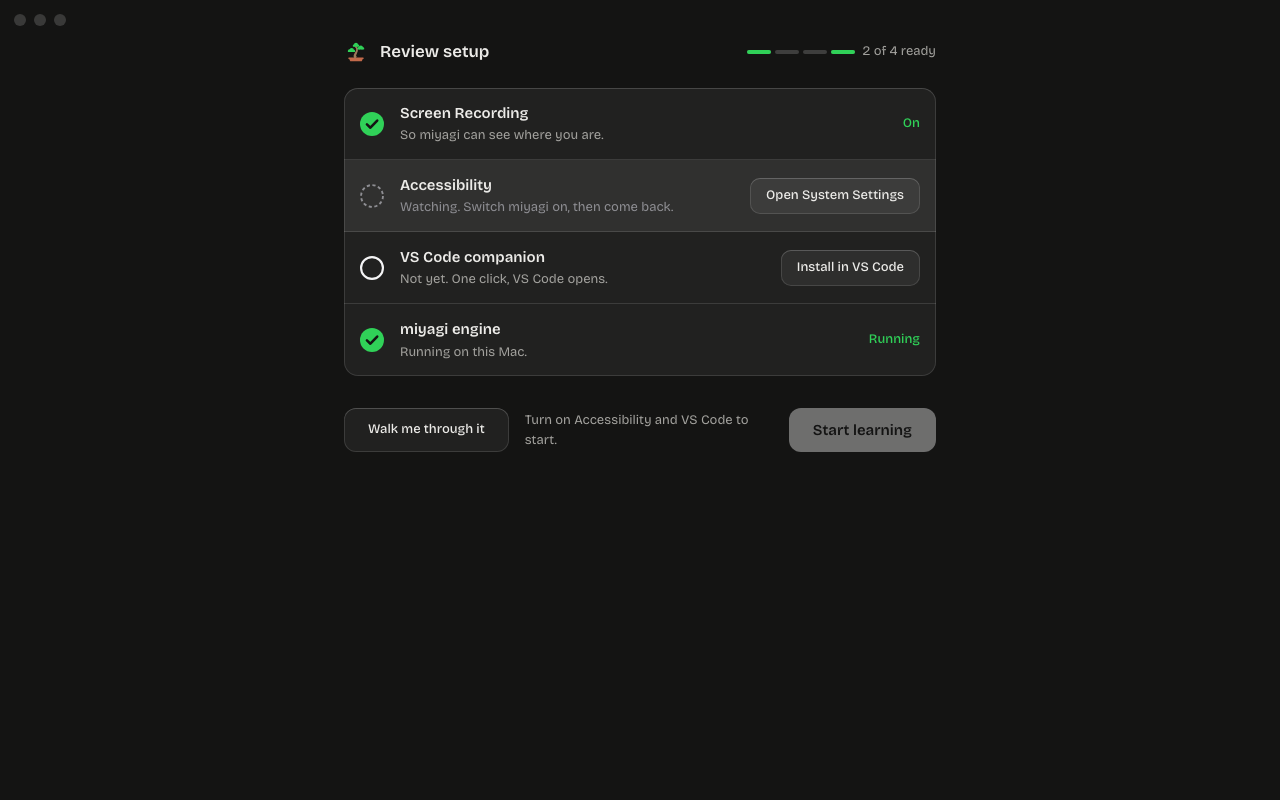 Review setup
2 of 4 ready
Screen Recording
So miyagi can see where you are.
On
Accessibility
Watching. Switch miyagi on, then come back.
Open System Settings
VS Code companion
Not yet. One click, VS Code opens.
Install in VS Code
miyagi engine
Running on this Mac.
Running
Walk me through it
Turn on Accessibility and VS Code to
start.
Start learning